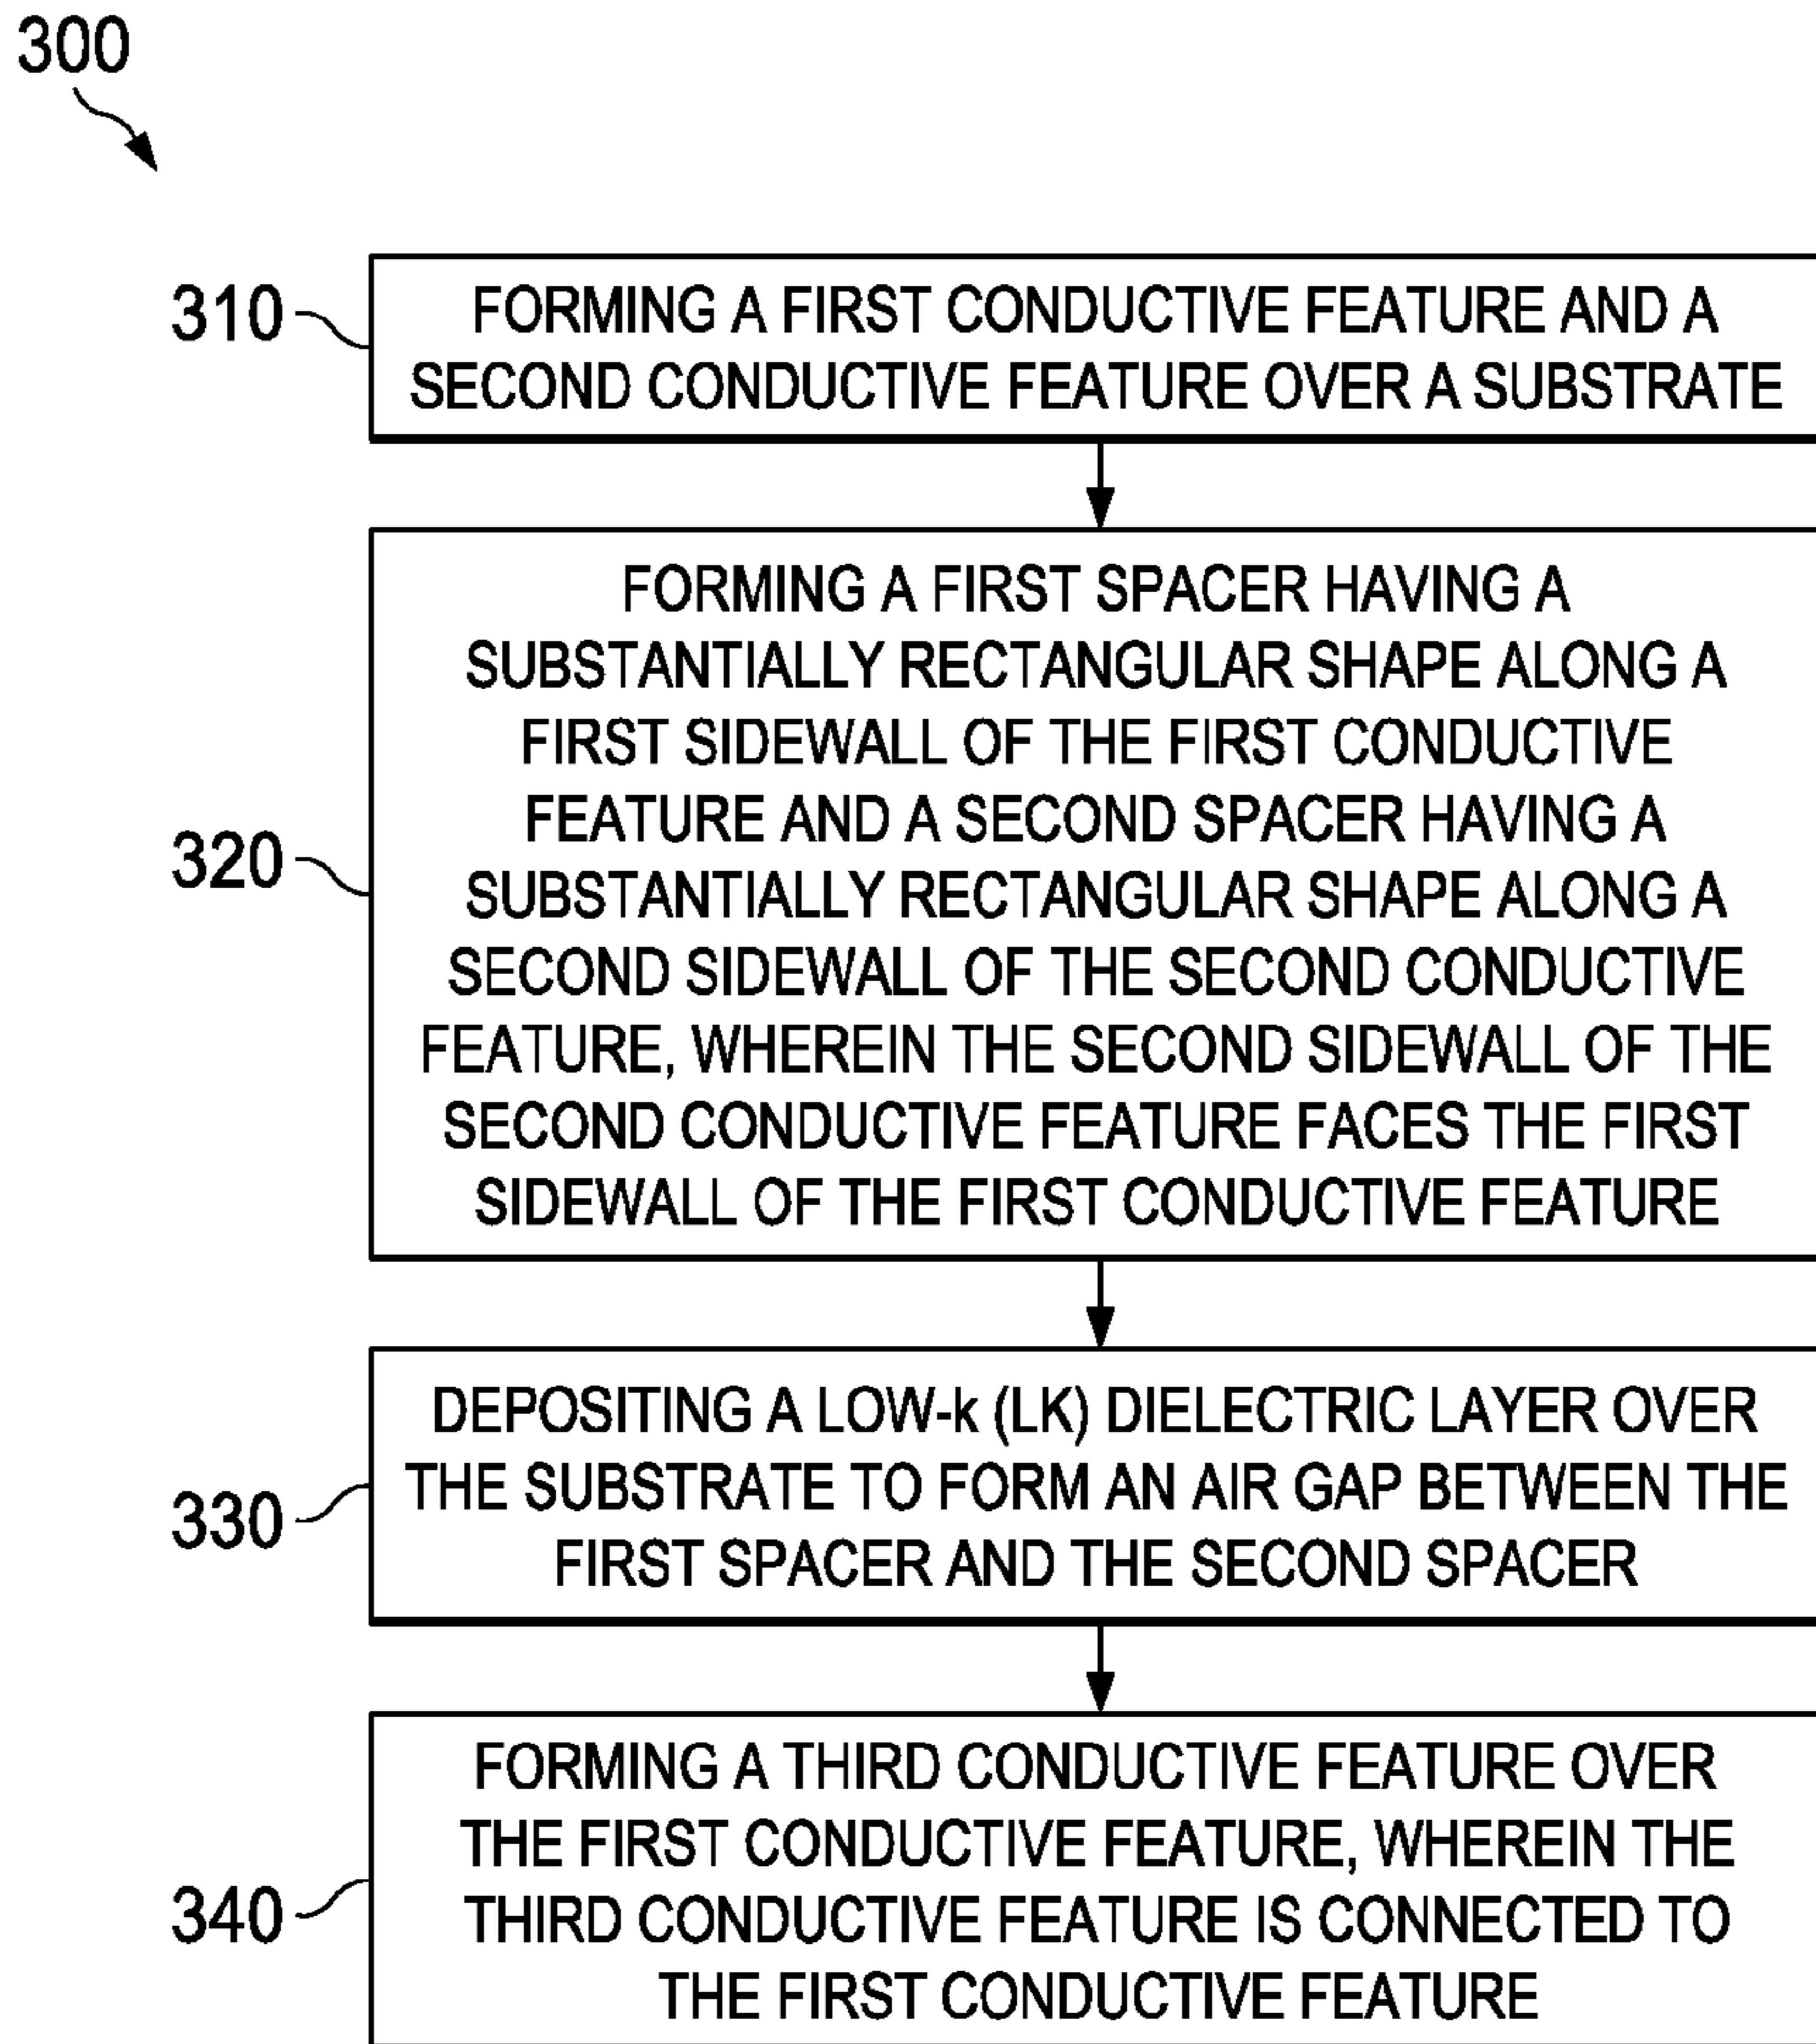 300
310
FORMING A FIRST CONDUCTIVE FEATURE AND A
SECOND CONDUCTIVE FEATURE OVER A SUBSTRATE
320
FORMING A FIRST SPACER HAVING A
SUBSTANTIALLY RECTANGULAR SHAPE ALONG A
FIRST SIDEWALL OF THE FIRST CONDUCTIVE
FEATURE AND A SECOND SPACER HAVING A
SUBSTANTIALLY RECTANGULAR SHAPE ALONG A
SECOND SIDEWALL OF THE SECOND CONDUCTIVE
FEATURE, WHEREIN THE SECOND SIDEWALL OF THE
SECOND CONDUCTIVE FEATURE FACES THE FIRST
SIDEWALL OF THE FIRST CONDUCTIVE FEATURE
330
DEPOSITING A LOW-k (LK) DIELECTRIC LAYER OVER
THE SUBSTRATE TO FORM AN AIR GAP BETWEEN THE
FIRST SPACER AND THE SECOND SPACER
340
FORMING A THIRD CONDUCTIVE FEATURE OVER
THE FIRST CONDUCTIVE FEATURE, WHEREIN THE
THIRD CONDUCTIVE FEATURE IS CONNECTED TO
THE FIRST CONDUCTIVE FEATURE